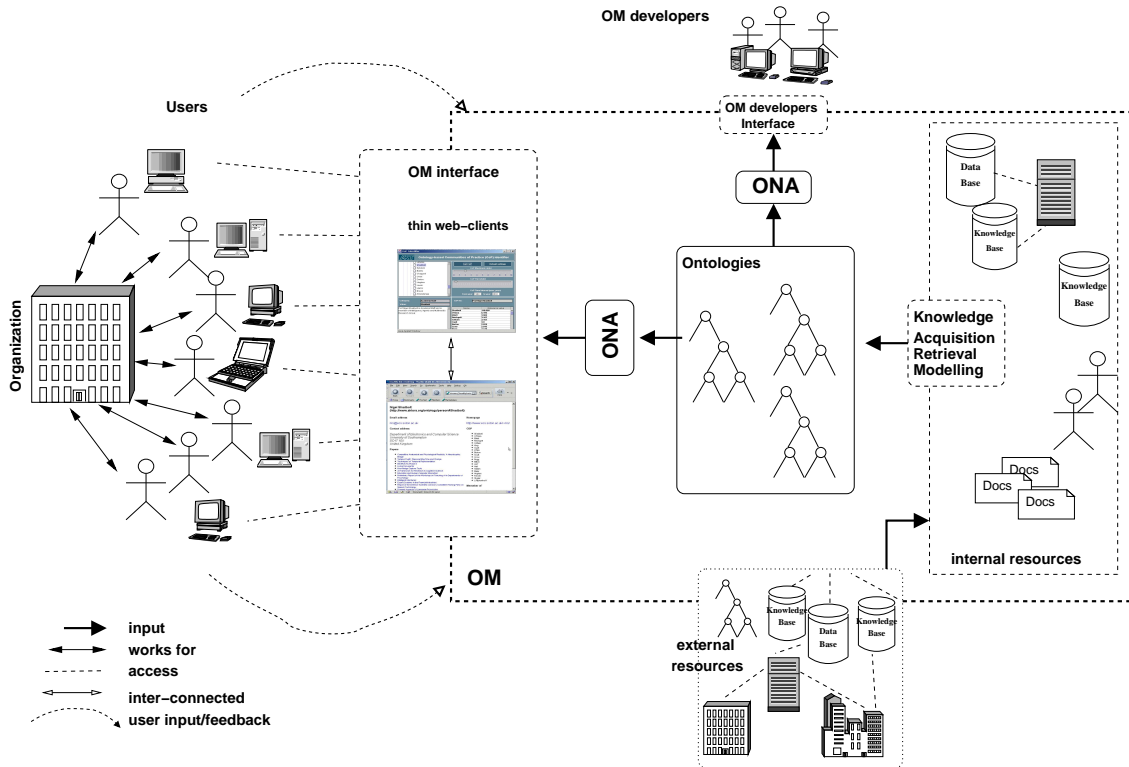 OM developers
Users
OM developers
Interface
OM interface
thin web−clients
ONA
Data
Base
Knowledge
Base
Knowledge
Base
Ontologies
ONA
Knowledge
Acquisition
Retrieval
Modelling
Organization
Docs
Docs
Docs
internal resources
OM
external
resources
Knowledge
Base
Data
Base
Knowledge
Base
input
works for
access
inter−connected
user input/feedback